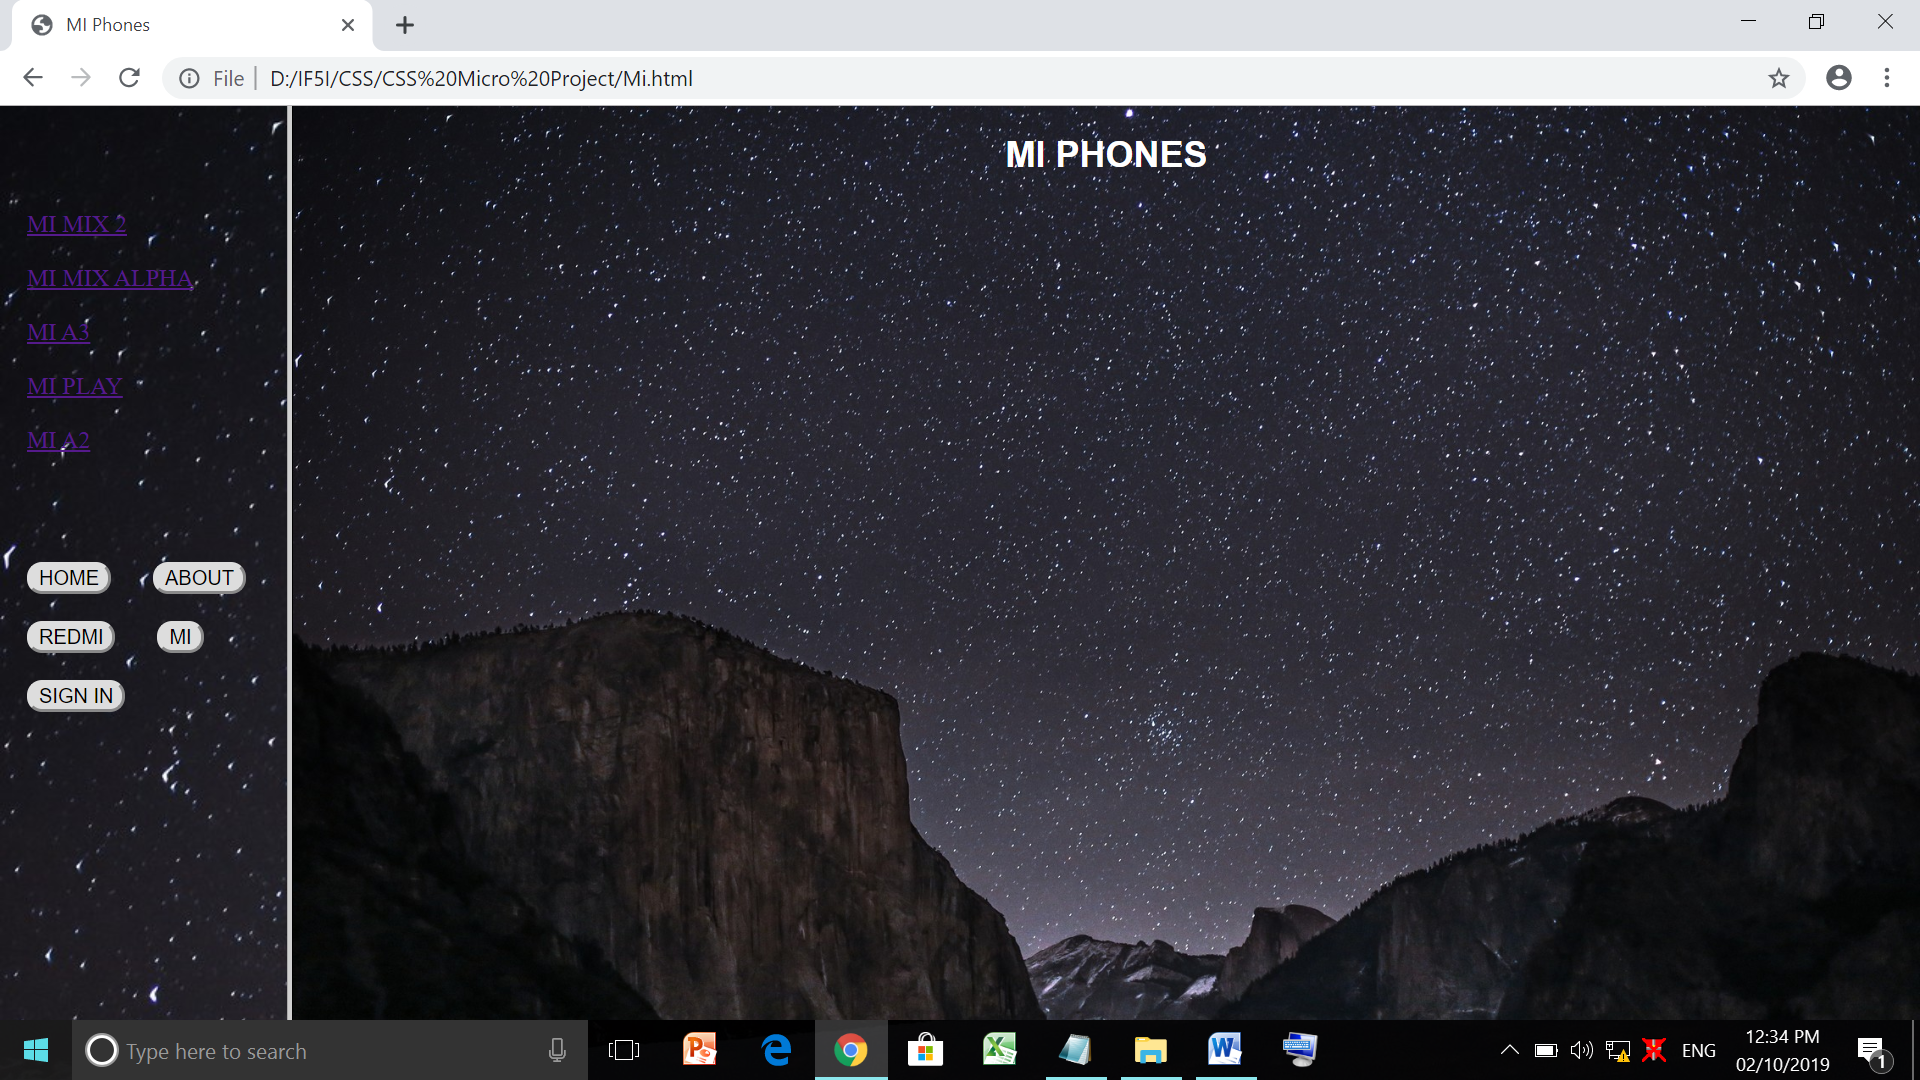 MI Phones
File
D:/IF5I/CSS/CSS%20Micro%20Project/Mi.html
MI PHONES
MI MIX 2
MI MIX ALPHA
MI A3
MI PLAY
MI A2
HOME ABOUT
REDMI MI
SIGN IN
Type here to search
ENG
12:34 PM
02/10/2019
1